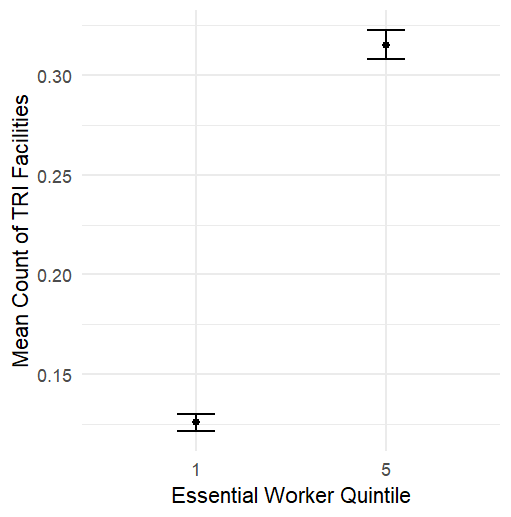 Mean Count of TRI Facilities
0.30
0.25
0.20
0.15
1 5
Essential Worker Quintile